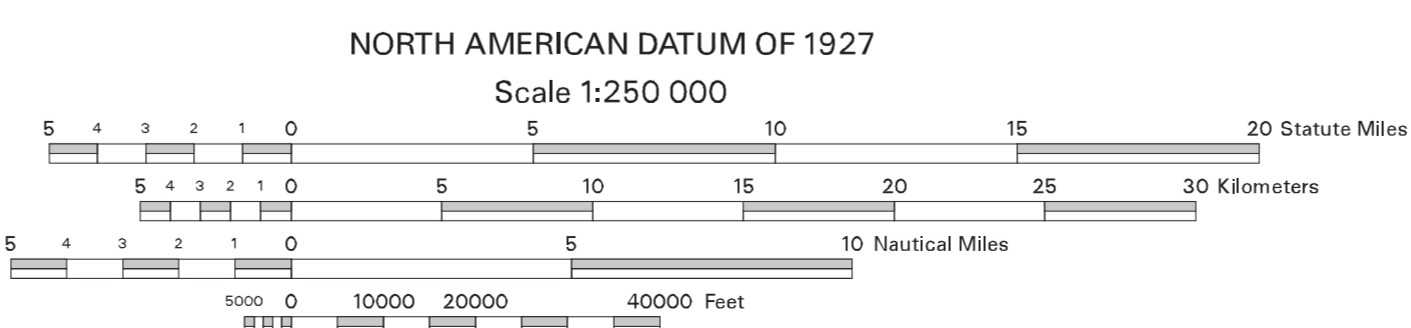 NORTH AMERICAN DATUM OF 1927
Scale 1:250 000
5 4 3 2 1 0 5 10 15 20 Statute Miles
5 4 3 2 1 0 5 10 15 20 25 30 Kilometers
5 4 3 2 1 0 5 10 Nautical Miles
5000 0 10000 20000 40000 Feet